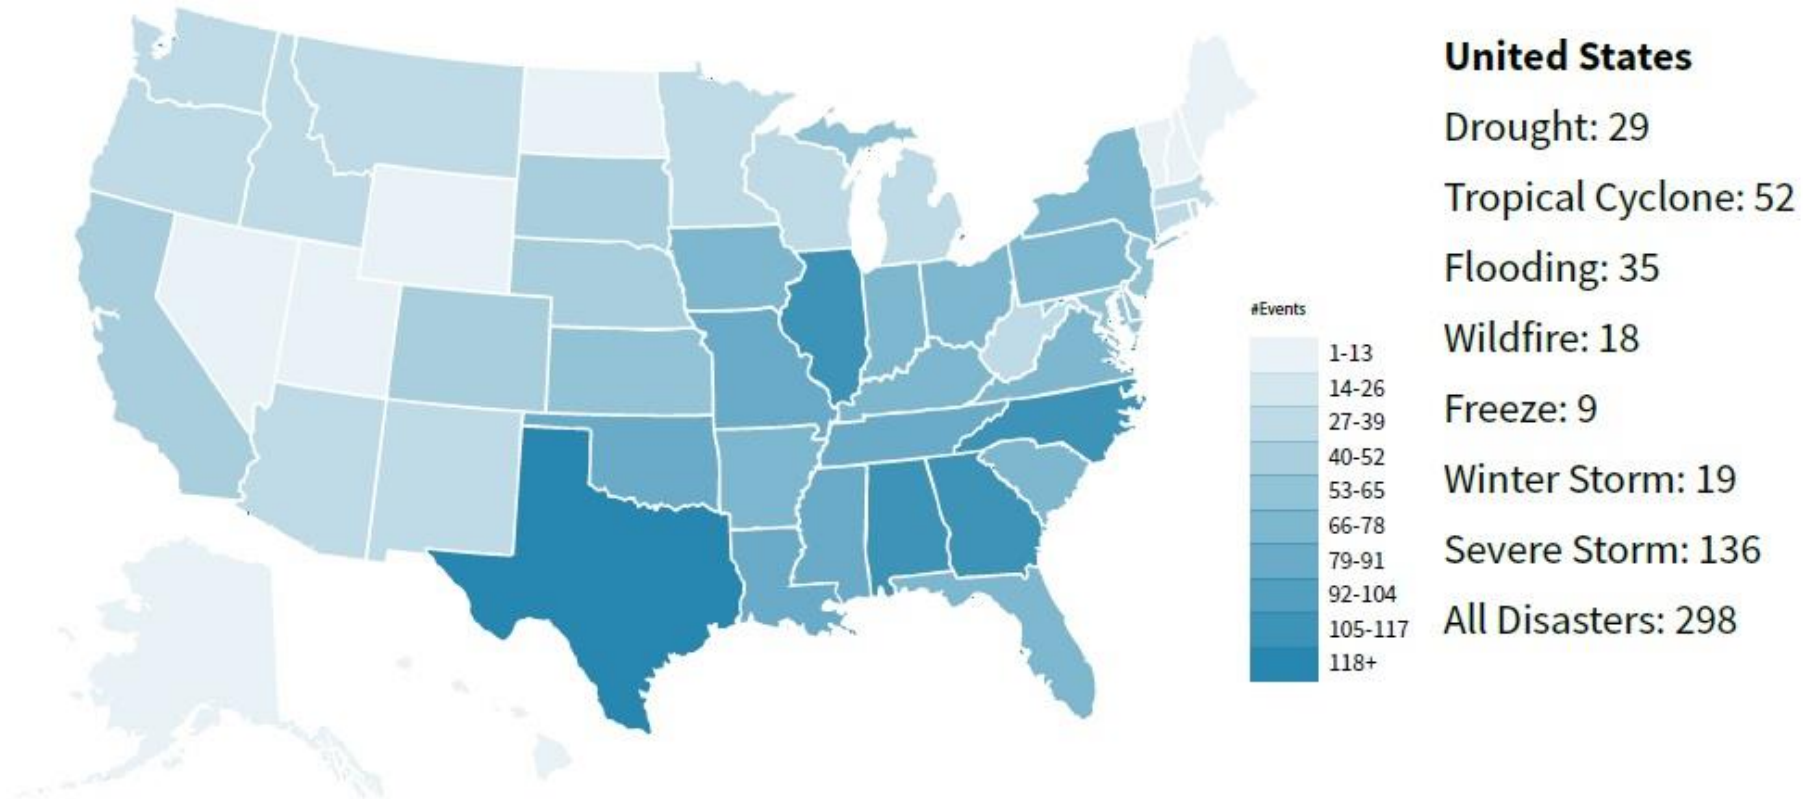 United States
Drought: 29
Tropical Cyclone: 52
Flooding: 35
Wildfire: 18
Freeze: 9
Winter Storm: 19
Severe Storm: 136
All Disasters: 298
#Events
1-13
14-26
27-39
40-52
53-65
66-78
79-91
92-104
105-117
118+